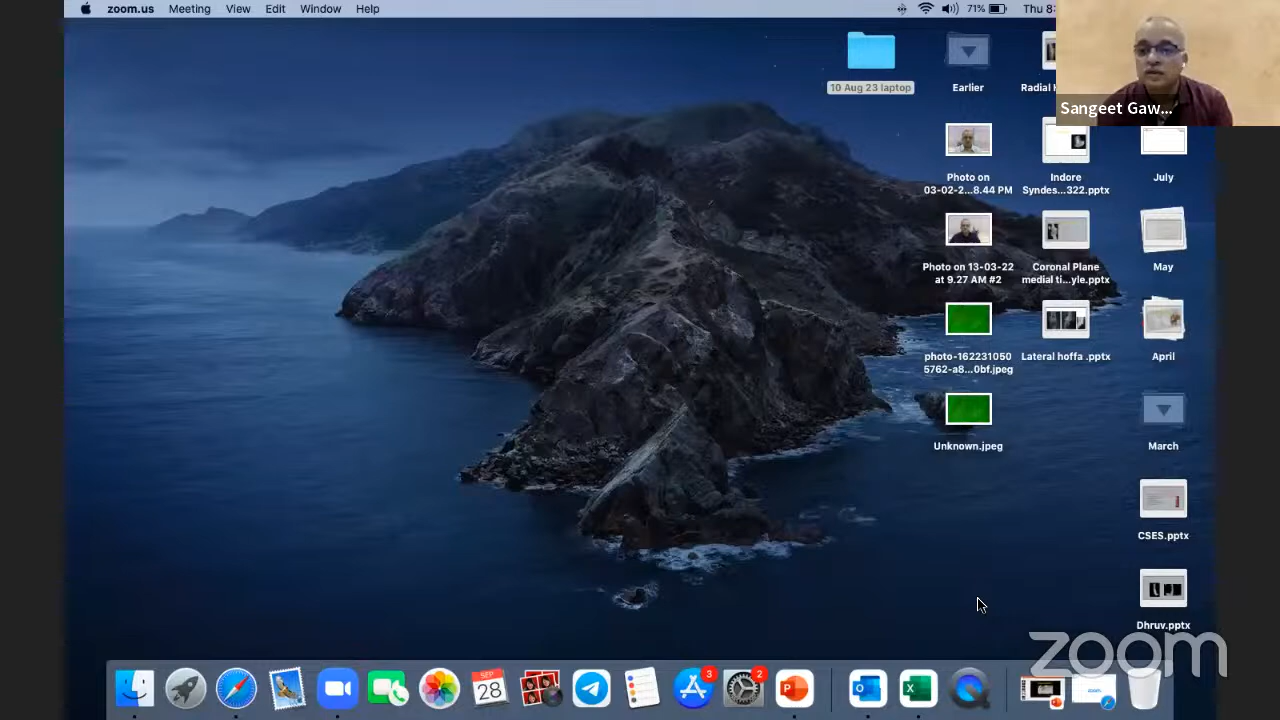 zoom.us Meeting View Edit Window Help
71% Thu 8:
10 Aug 23 laptop
Earlier
Radial
Sangeet Gaw...
Photo on
03-02-2...8.44 PM
Indore
Syndes...322.pptx
July
Photo on 13-03-22
at 9.27 AM #2
Coronal Plane
medial ti...yle.pptx
May
photo-162231050
5762-a8...0bf.jpeg
Lateral hoffa .pptx
April
Unknown.jpeg
March
CSES.pptx
Dhruv.pptx
zoom
SEP
28
3
2